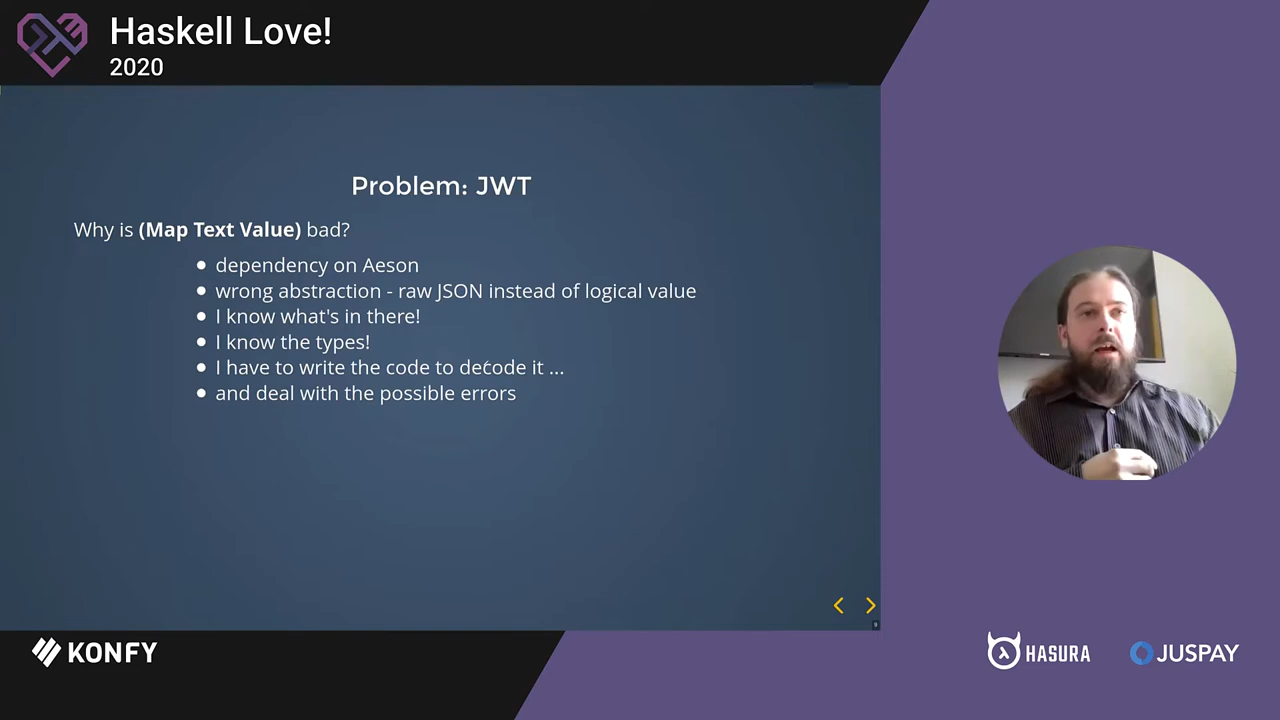 Haskell Love!
2020
Problem: JWT
Why is (Map Text Value) bad?
dependency on Aeson
wrong abstraction - raw JSON instead of logical value
I know what's in there!
I know the types!
I have to write the code to decode it ...
and deal with the possible errors
9
KONFY
HASURA
JUSPAY